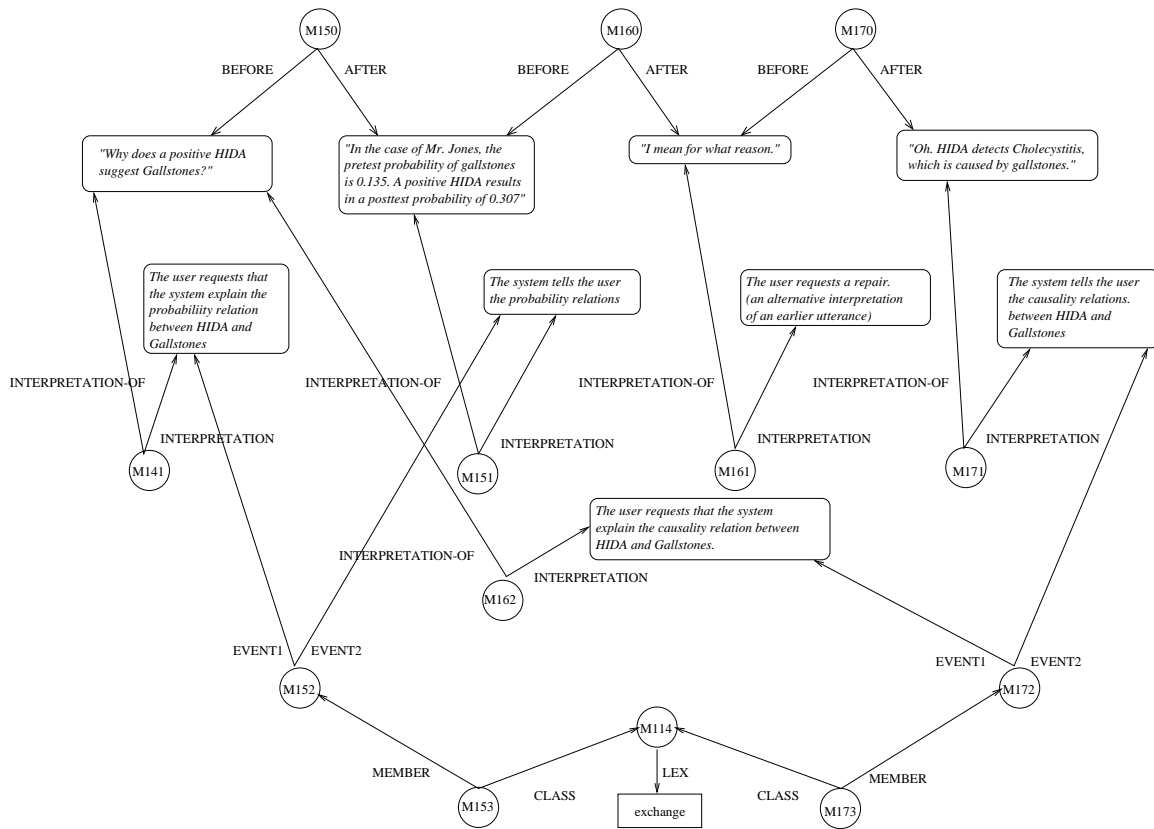 M150
M160
M170
BEFORE
AFTER
BEFORE
AFTER
BEFORE
AFTER
"Why does a positive HIDA
suggest Gallstones?"
"In the case of Mr. Jones, the
pretest probability of gallstones
is 0.135. A positive HIDA results
in a posttest probability of 0.307"
"I mean for what reason."
"Oh. HIDA detects Cholecystitis,
which is caused by gallstones."
The user requests that
the system explain the
probabiliity relation
between HIDA and
Gallstones
The system tells the user
the probability relations
The user requests a repair.
(an alternative interpretation
of an earlier utterance)
The system tells the user
the causality relations.
between HIDA and
Gallstones
INTERPRETATION-OF
INTERPRETATION-OF
INTERPRETATION-OF
INTERPRETATION-OF
INTERPRETATION
INTERPRETATION
INTERPRETATION
INTERPRETATION
M141
M151
M161
M171
The user requests that the system
explain the causality relation between
HIDA and Gallstones.
INTERPRETATION-OF
INTERPRETATION
M162
EVENT1
EVENT2
EVENT1
EVENT2
M152
M172
M114
MEMBER
CLASS
LEX
CLASS
MEMBER
M153
exchange
M173